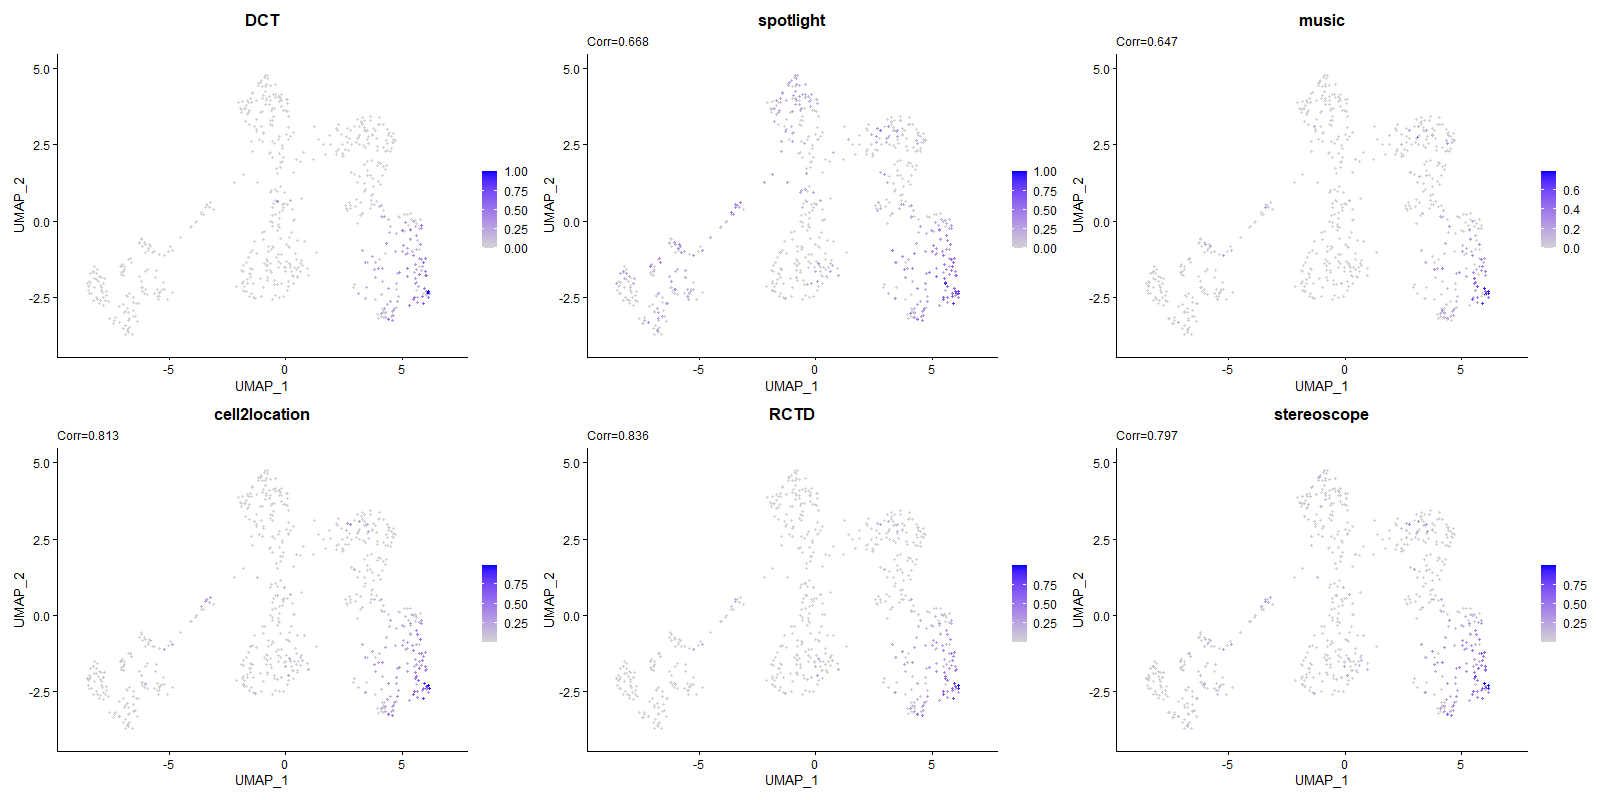 DCT
5.0
2.5
0.0
-2.5
UMAP_2
-5
0
5
UMAP_1
1.00
0.75
0.50
0.25
0.00
spotlight
Corr=0.668
5.0
2.5
0.0
-2.5
UMAP_2
-5
0
5
UMAP_1
1.00
0.75
0.50
0.25
0.00
music
Corr=0.647
5.0
2.5
0.0
-2.5
UMAP_2
-5
0
5
UMAP_1
0.6
0.4
0.2
0.0
cell2location
Corr=0.813
5.0
2.5
0.0
-2.5
UMAP_2
-5
0
5
UMAP_1
0.75
0.50
0.25
RCTD
Corr=0.836
5.0
2.5
0.0
-2.5
UMAP_2
-5
0
5
UMAP_1
0.75
0.50
0.25
stereoscope
Corr=0.797
5.0
2.5
0.0
-2.5
UMAP_2
-5
0
5
UMAP_1
0.75
0.50
0.25